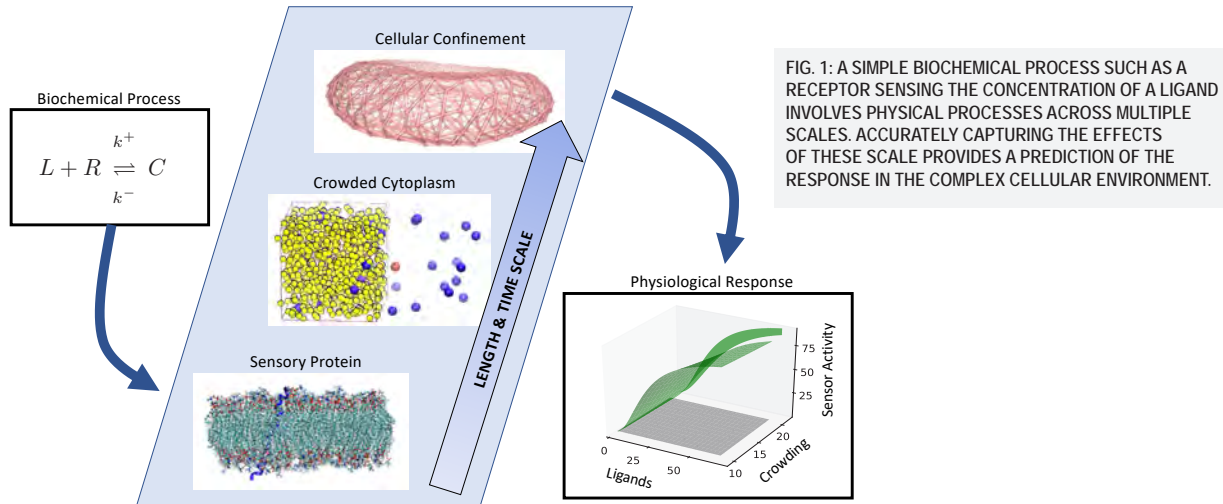 Cellular Confinement
FIG. 1: A SIMPLE BIOCHEMICAL PROCESS SUCH AS A
RECEPTOR SENSING THE CONCENTRATION OF A LIGAND
INVOLVES PHYSICAL PROCESSES ACROSS MULTIPLE
SCALES. ACCURATELY CAPTURING THE EFFECTS
OF THESE SCALE PROVIDES A PREDICTION OF THE
RESPONSE IN THE COMPLEX CELLULAR ENVIRONMENT.
Biochemical Process
k⁺
L + R ⇌ C
k⁻
Crowded Cytoplasm
LENGTH & TIME SCALE
Sensory Protein
Physiological Response
75
50
25
Sensor Activity
0
25
50
Ligands
10
15
20
Crowding